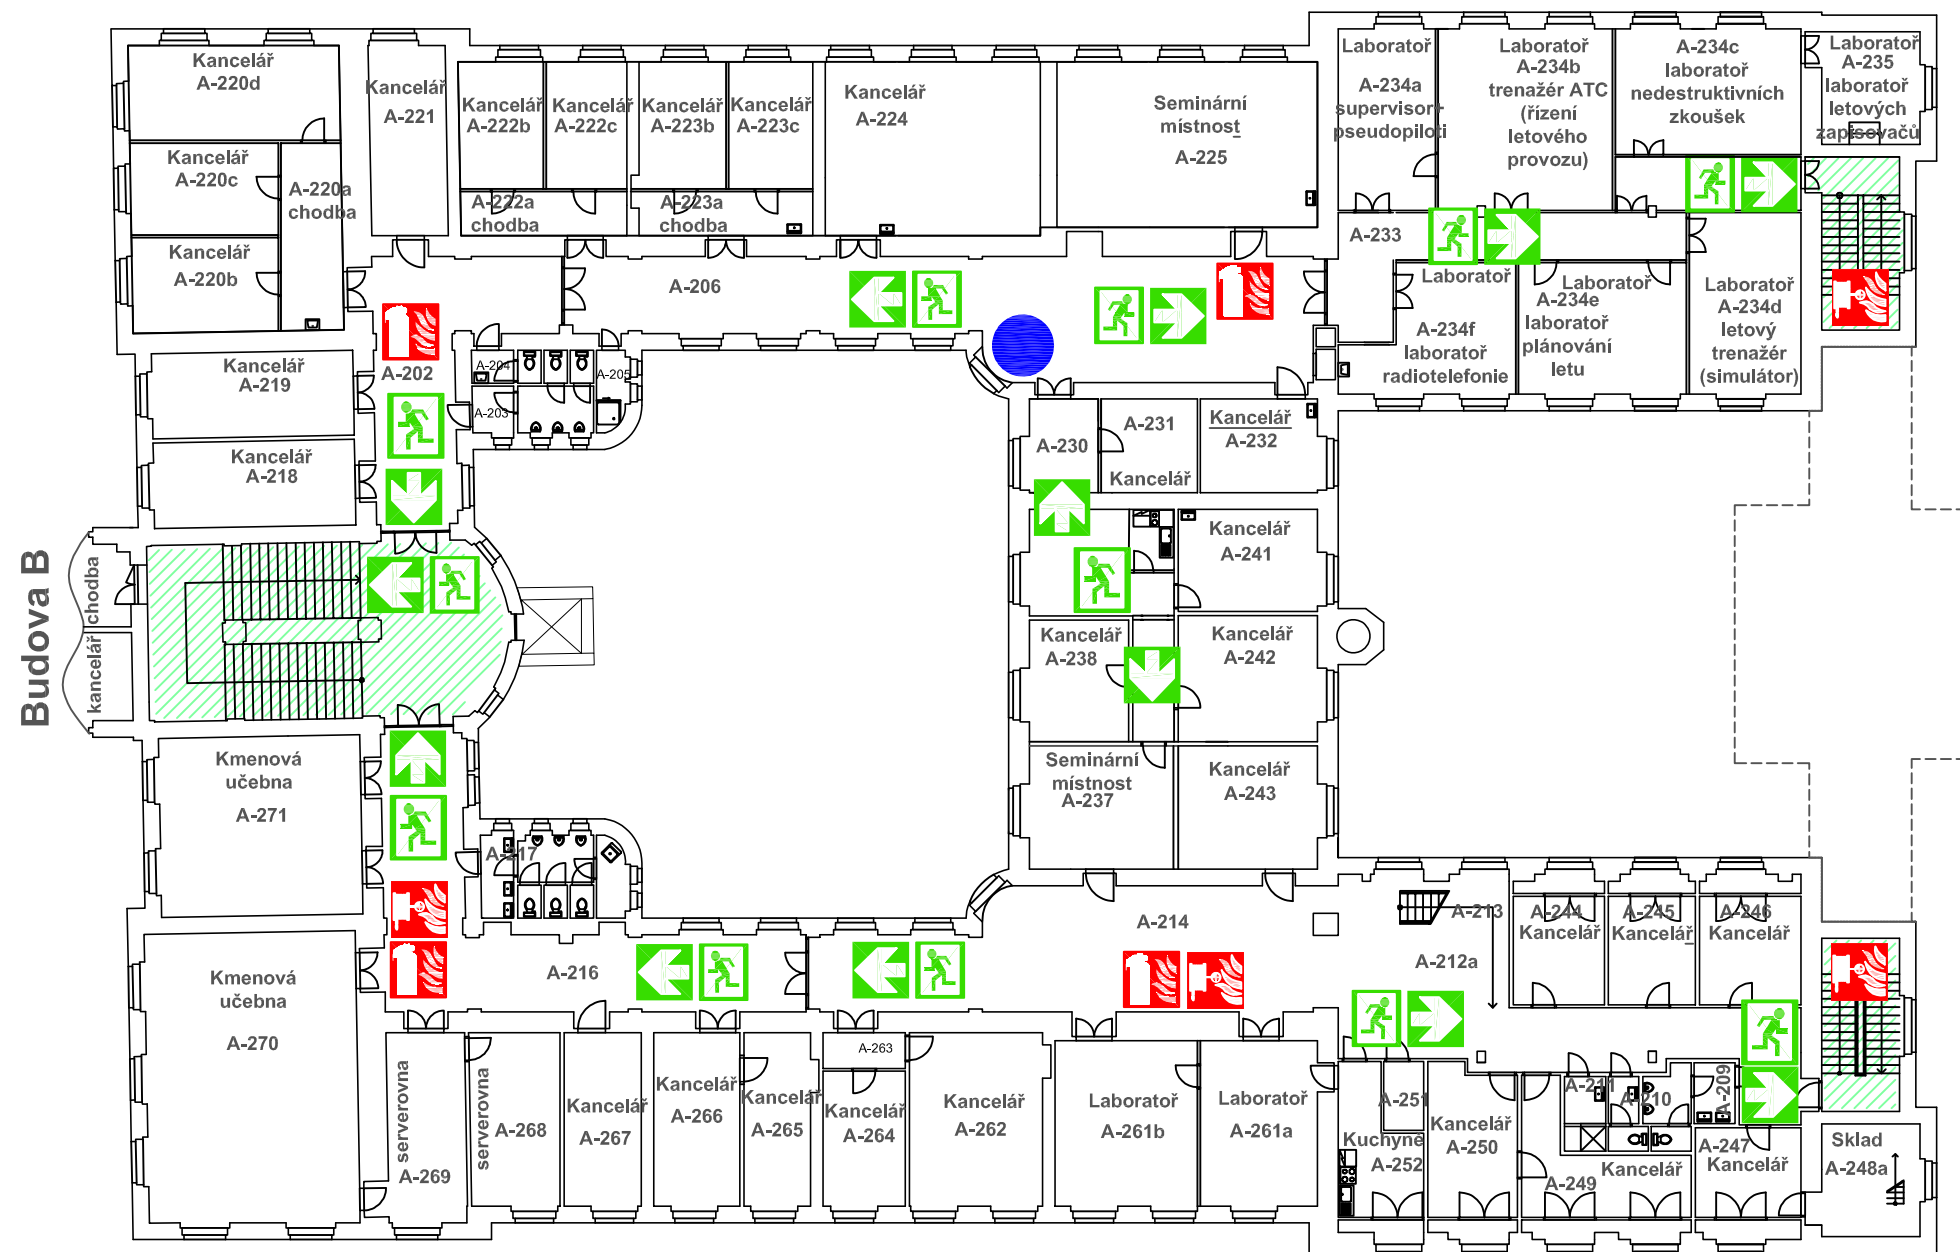 Kancelář
A-220d
Kancelář
A-221
Kancelář
A-222b
Kancelář
A-222c
Kancelář
A-223b
Kancelář
A-223c
Kancelář
A-224
Seminární
místnost
A-225
Laboratoř
A-234a
supervisor+
pseudopiloti
Laboratoř
A-234b
trenažér ATC
(řízení
letového
provozu)
A-234c
laboratoř
nedestruktivních
zkoušek
Laboratoř
A-235
laboratoř
letových
zapisovačů
Kancelář
A-220c
A-220a
chodba
A-222a
chodba
A-223a
chodba
Kancelář
A-220b
A-206
A-233
Laboratoř
A-234f
laboratoř
radiotelefonie
Laboratoř
A-234e
laboratoř
plánování
letu
Laboratoř
A-234d
letový
trenažér
(simulátor)
Kancelář
A-219
A-202
A-204
A-205
A-203
Kancelář
A-218
A-230
A-231
Kancelář
Kancelář
A-232
Budova B
chodba
kancelář
Kancelář
A-241
Kancelář
A-238
Kancelář
A-242
Kmenová
učebna
A-271
Seminární
místnost
A-237
Kancelář
A-243
A-217
A-214
A-213
A-244
Kancelář
A-245
Kancelář
A-246
Kancelář
Kmenová
učebna
A-270
A-216
A-212a
serverovna
A-269
serverovna
A-268
Kancelář
A-267
Kancelář
A-266
Kancelář
A-265
A-263
Kancelář
A-264
Kancelář
A-262
Laboratoř
A-261b
Laboratoř
A-261a
A-251
Kuchyně
A-252
Kancelář
A-250
A-211
A-210
A-209
A-249
Kancelář
A-247
Kancelář
Sklad
A-248a